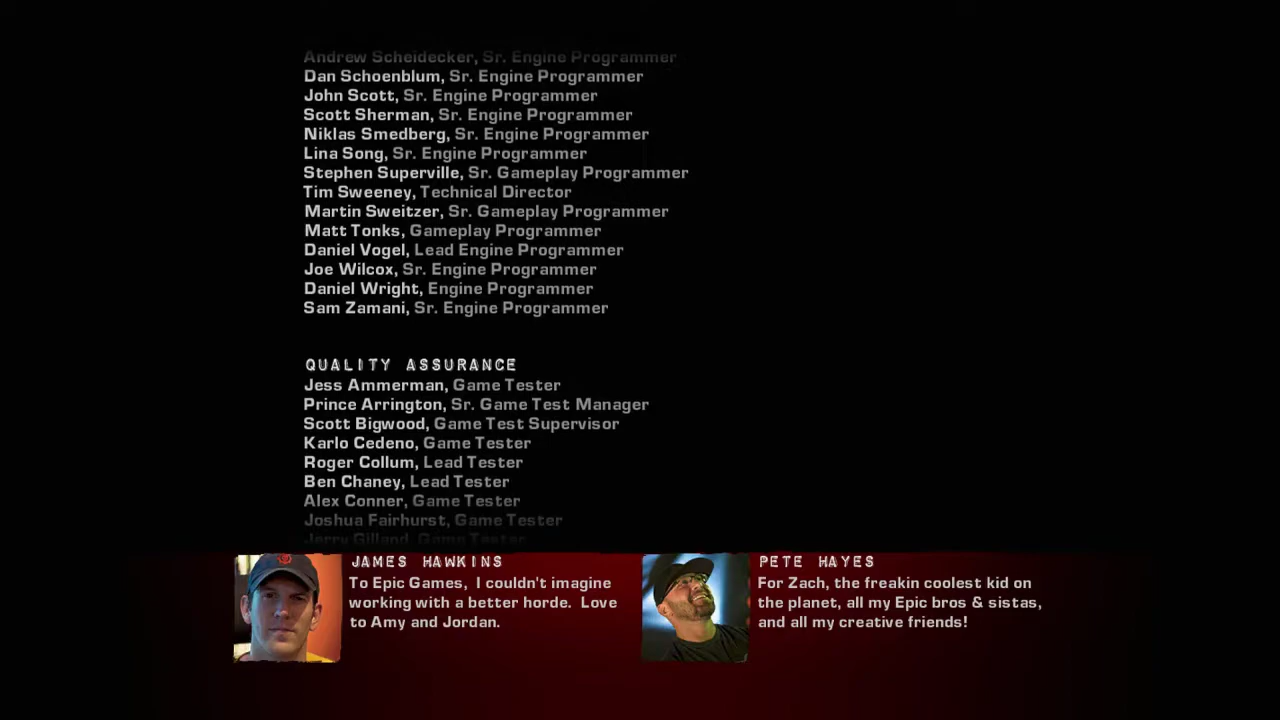 Andrew Scheidecker, Sr. Engine Programmer
Dan Schoenblum, Sr. Engine Programmer
John Scott, Sr. Engine Programmer
Scott Sherman, Sr. Engine Programmer
Niklas Smedberg, Sr. Engine Programmer
Lina Song, Sr. Engine Programmer
Stephen Superville, Sr. Gameplay Programmer
Tim Sweeney, Technical Director
Martin Sweitzer, Sr. Gameplay Programmer
Matt Tonks, Gameplay Programmer
Daniel Vogel, Lead Engine Programmer
Joe Wilcox, Sr. Engine Programmer
Daniel Wright, Engine Programmer
Sam Zamani, Sr. Engine Programmer
QUALITY ASSURANCE
Jess Ammerman, Game Tester
Prince Arrington, Sr. Game Test Manager
Scott Bigwood, Game Test Supervisor
Karlo Cedeno, Game Tester
Roger Collum, Lead Tester
Ben Chaney, Lead Tester
Alex Conner, Game Tester
Joshua Fairhurst, Game Tester
Jerry Gilland, Game Tester
JAMES HAWKINS
To Epic Games, I couldn't imagine
working with a better horde. Love
to Amy and Jordan.
PETE HAYES
For Zach, the freakin coolest kid on
the planet, all my Epic bros & sistas,
and all my creative friends!